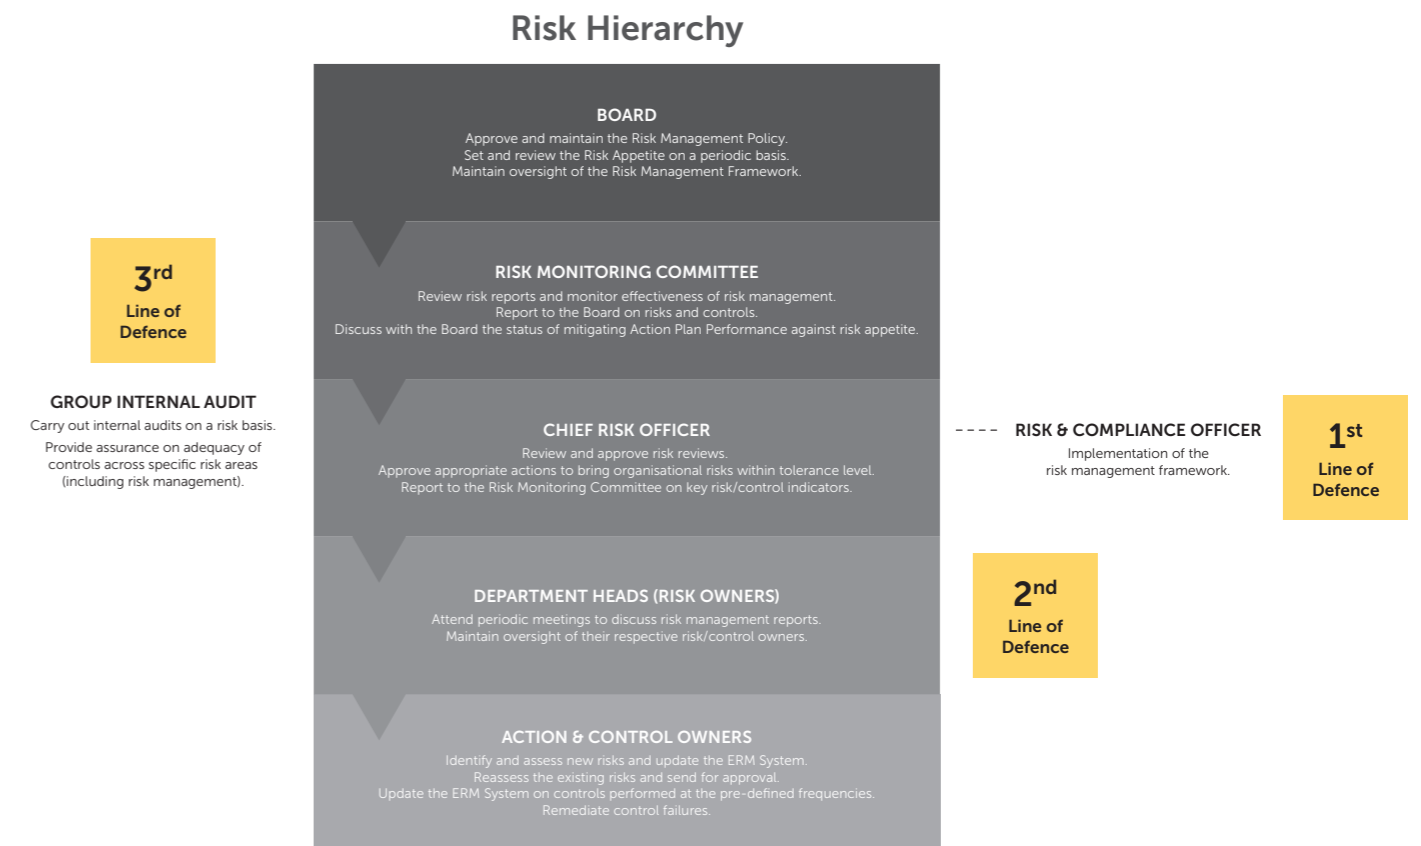 Risk Hierarchy
BOARD
Approve and maintain the Risk Management Policy.
Set and review the Risk Appetite on a periodic basis.
Maintain oversight of the Risk Management Framework.
RISK MONITORING COMMITTEE
Review risk reports and monitor effectiveness of risk management.
Report to the Board on risks and controls.
Discuss with the Board the status of mitigating Action Plan Performance against risk appetite.
3rd
Line of
Defence
GROUP INTERNAL AUDIT
Carry out internal audits on a risk basis.
Provide assurance on adequacy of
controls across specific risk areas
(including risk management).
CHIEF RISK OFFICER
Review and approve risk reviews.
Approve appropriate actions to bring organisational risks within tolerance level.
Report to the Risk Monitoring Committee on key risk/control indicators.
RISK & COMPLIANCE OFFICER
Implementation of the
risk management framework.
1st
Line of
Defence
DEPARTMENT HEADS (RISK OWNERS)
Attend periodic meetings to discuss risk management reports.
Maintain oversight of their respective risk/control owners.
2nd
Line of
Defence
ACTION & CONTROL OWNERS
Identify and assess new risks and update the ERM System.
Reassess the existing risks and send for approval.
Update the ERM System on controls performed at the pre-defined frequencies.
Remediate control failures.